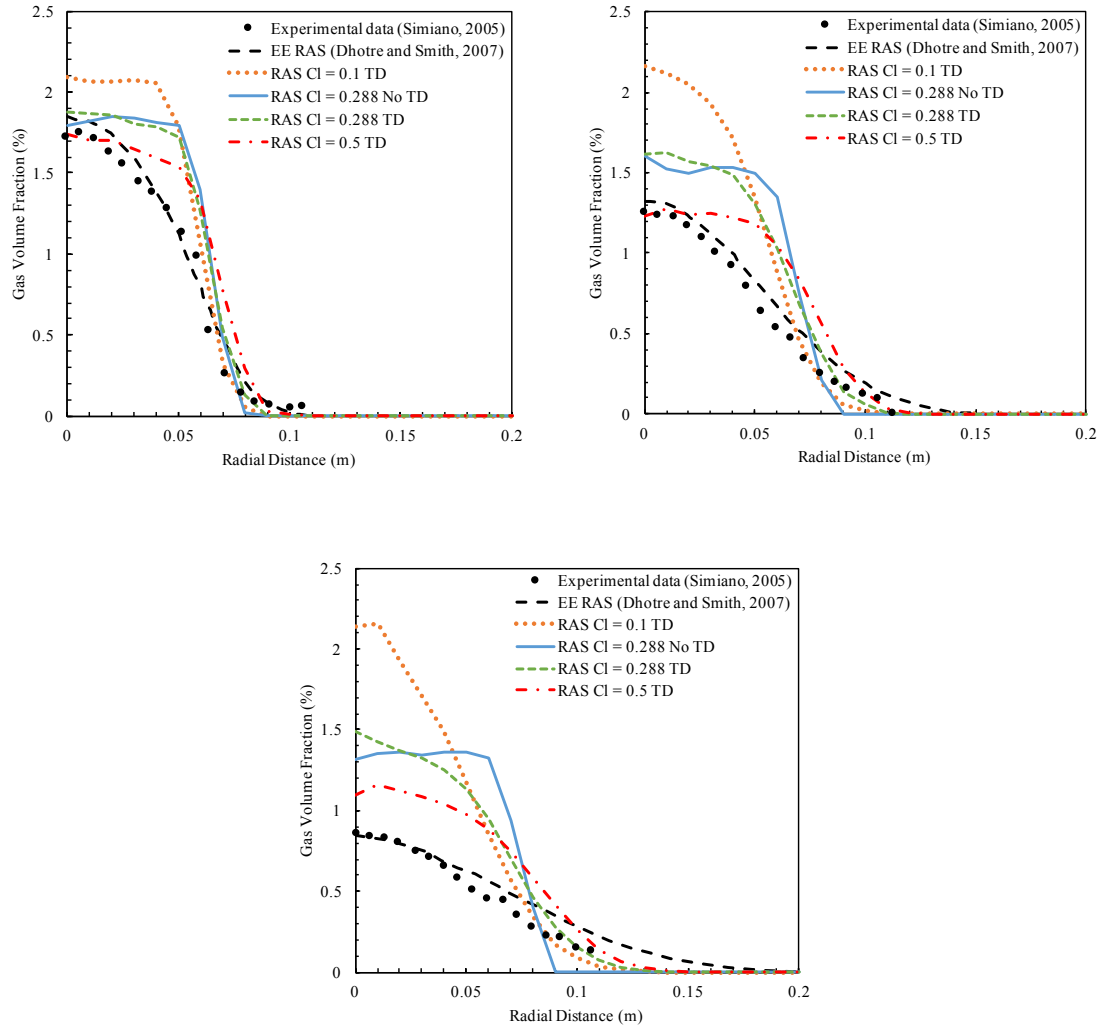 Experimental data (Simiano, 2005)
EE RAS (Dhotre and Smith, 2007)
RAS Cl = 0.1 TD
RAS Cl = 0.288 No TD
RAS Cl = 0.288 TD
RAS Cl = 0.5 TD
2.5
2
1.5
1
0.5
0
Gas Volume Fraction (%)
0 0.05 0.1 0.15 0.2
Radial Distance (m)
Experimental data (Simiano, 2005)
EE RAS (Dhotre and Smith, 2007)
RAS Cl = 0.1 TD
RAS Cl = 0.288 No TD
RAS Cl = 0.288 TD
RAS Cl = 0.5 TD
2.5
2
1.5
1
0.5
0
Gas Volume Fraction (%)
0 0.05 0.1 0.15 0.2
Radial Distance (m)
Experimental data (Simiano, 2005)
EE RAS (Dhotre and Smith, 2007)
RAS Cl = 0.1 TD
RAS Cl = 0.288 No TD
RAS Cl = 0.288 TD
RAS Cl = 0.5 TD
2.5
2
1.5
1
0.5
0
Gas Volume Fraction (%)
0 0.05 0.1 0.15 0.2
Radial Distance (m)